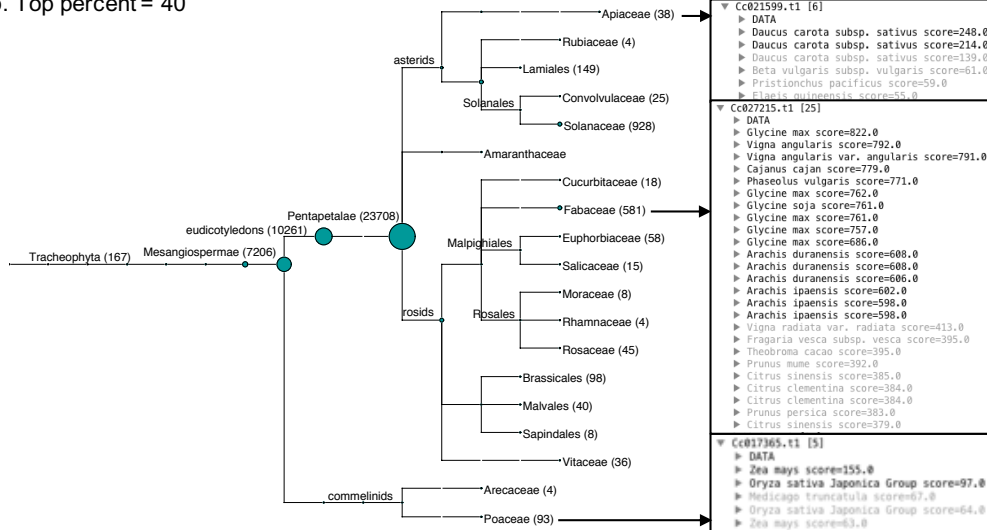 . Top percent = 40
Apiaceae (38)
Rubiaceae (4)
asterids
Lamiales (149)
Solanales
Convolvulaceae (25)
Solanaceae (928)
Amaranthaceae
Cucurbitaceae (18)
Pentapetalae (23708)
Fabaceae (581)
eudicotyledons (10261)
Euphorbiaceae (58)
Malpighiales
Mesangiospermae (7206)
Tracheophyta (167)
Salicaceae (15)
Moraceae (8)
rosids
Rosales
Rhamnaceae (4)
Rosaceae (45)
Brassicales (98)
Malvales (40)
Sapindales (8)
Vitaceae (36)
Arecaceae (4)
commelinids
Poaceae (93)
Cc021599.t1 [6]
DATA
Daucus carota subsp. sativus score=248.0
Daucus carota subsp. sativus score=214.0
Daucus carota subsp. sativus score=139.0
Beta vulgaris subsp. vulgaris score=61.0
Pristionchus pacificus score=59.0
Elaeis guineensis score=55.0
Cc027215.t1 [25]
DATA
Glycine max score=822.0
Vigna angularis score=792.0
Vigna angularis var. angularis score=791.0
Cajanus cajan score=779.0
Phaseolus vulgaris score=771.0
Glycine max score=762.0
Glycine soja score=761.0
Glycine max score=761.0
Glycine max score=757.0
Glycine max score=686.0
Arachis duranensis score=608.0
Arachis duranensis score=608.0
Arachis duranensis score=606.0
Arachis ipaensis score=602.0
Arachis ipaensis score=598.0
Arachis ipaensis score=598.0
Vigna radiata var. radiata score=413.0
Fragaria vesca subsp. vesca score=395.0
Theobroma cacao score=395.0
Prunus mume score=392.0
Citrus sinensis score=385.0
Citrus clementina score=384.0
Citrus clementina score=384.0
Prunus persica score=383.0
Citrus sinensis score=379.0
Cc017365.t1 [5]
DATA
Zea mays score=155.0
Oryza sativa Japonica Group score=97.0
Medicago truncatula score=67.0
Oryza sativa Japonica Group score=64.0
Zea mays score=63.0